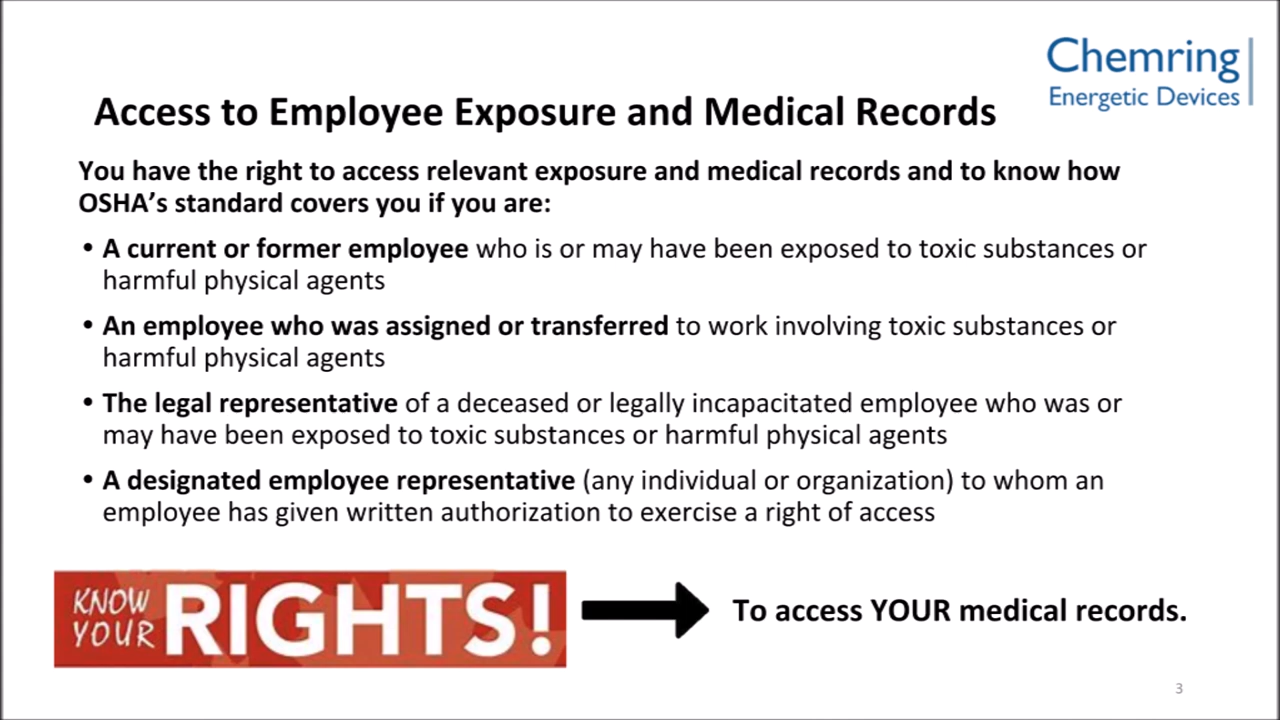 Chemring
Energetic Devices
Access to Employee Exposure and Medical Records
You have the right to access relevant exposure and medical records and to know how
OSHA’s standard covers you if you are:
• A current or former employee who is or may have been exposed to toxic substances or
harmful physical agents
• An employee who was assigned or transferred to work involving toxic substances or
harmful physical agents
• The legal representative of a deceased or legally incapacitated employee who was or
may have been exposed to toxic substances or harmful physical agents
• A designated employee representative (any individual or organization) to whom an
employee has given written authorization to exercise a right of access
KNOW
YOUR RIGHTS!
To access YOUR medical records.
3